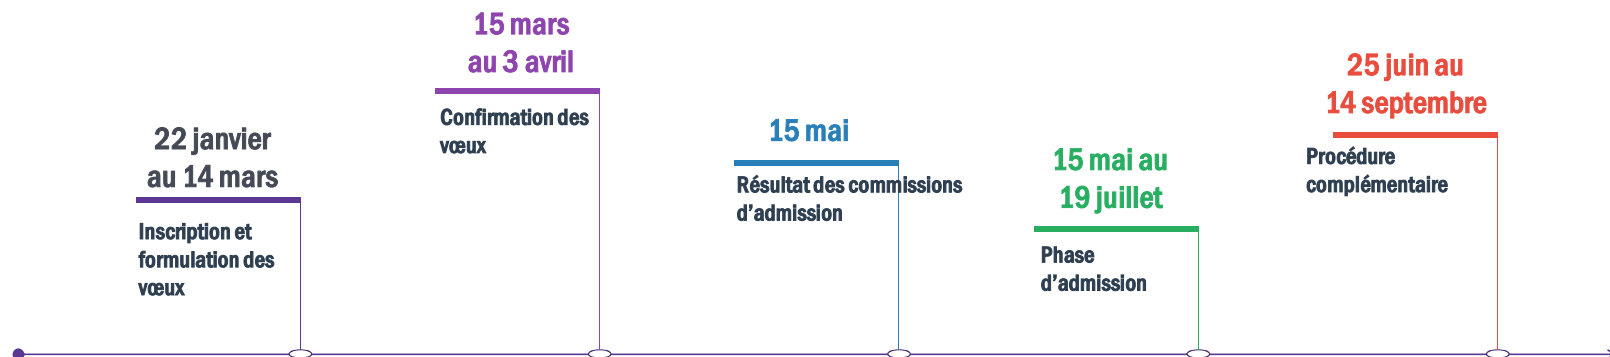 22 janvier
au 14 mars
Inscription et
formulation des
vœux
15 mars
au 3 avril
Confirmation des
vœux
15 mai
Résultat des commissions
d’admission
15 mai au
19 juillet
Phase
d’admission
25 juin au
14 septembre
Procédure
complémentaire